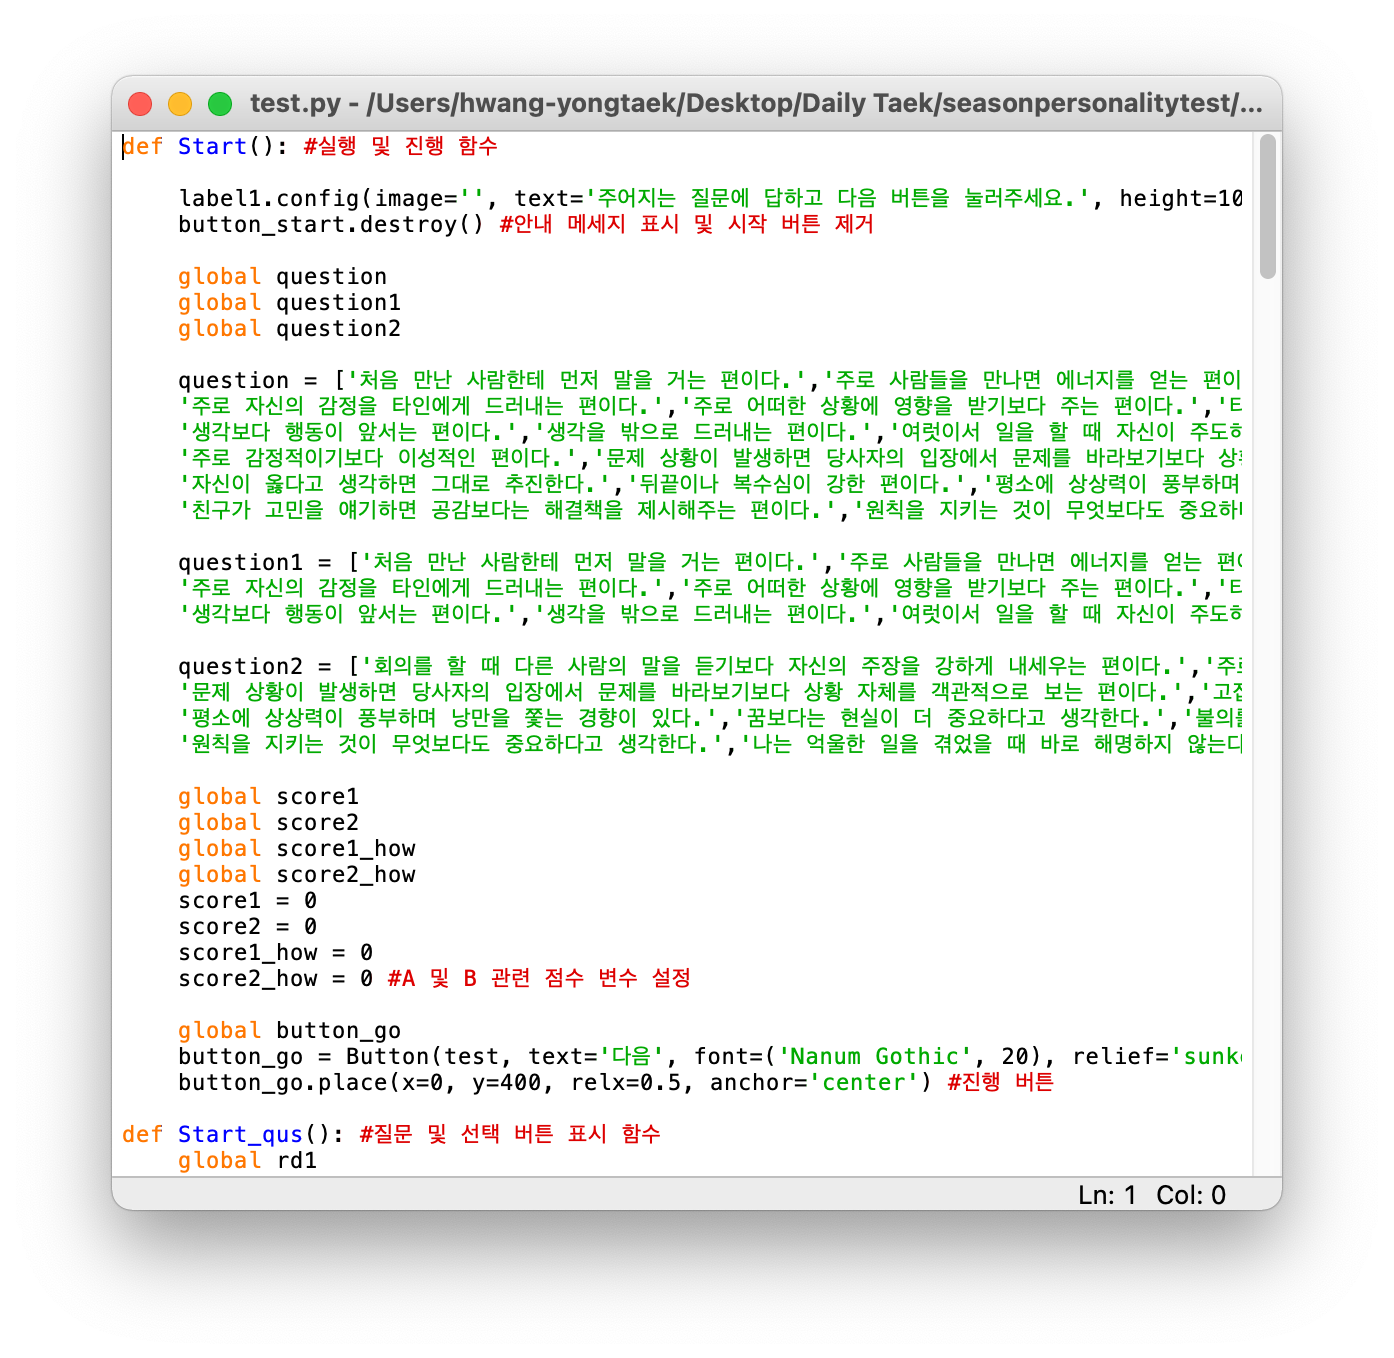 test.py - /Users/hwang-yongtaek/Desktop/Daily Taek/seasonpersonalitytest/...
def Start(): #실행 및 진행 함수
label1.config(image='', text='주어지는 질문에 답하고 다음 버튼을 눌러주세요.', height=10
button_start.destroy() #안내 메세지 표시 및 시작 버튼 제거
global question
global question1
global question2
question = ['처음 만난 사람한테 먼저 말을 거는 편이다.','주로 사람들을 만나면 에너지를 얻는 편이
'주로 자신의 감정을 타인에게 드러내는 편이다.','주로 어떠한 상황에 영향을 받기보다 주는 편이다.','
'생각보다 행동이 앞서는 편이다.','생각을 밖으로 드러내는 편이다.','여럿이서 일을 할 때 자신이
'주로 감정적이기보다 이성적인 편이다.','문제 상황이 발생하면 당사자의 입장에서 문제를 바라보기보다
'자신이 옳다고 생각하면 그대로 추진한다.','뒤끝이나 복수심이 강한 편이다.','평소에 상상력이 풍부하며
'친구가 고민을 얘기하면 공감보다는 해결책을 제시해주는 편이다.','원칙을 지키는 것이 무엇보다도
question1 = ['처음 만난 사람한테 먼저 말을 거는 편이다.','주로 사람들을 만나면 에너지를 얻는
'주로 자신의 감정을 타인에게 드러내는 편이다.','주로 어떠한 상황에 영향을 받기보다 주는 편이다.','
'생각보다 행동이 앞서는 편이다.','생각을 밖으로 드러내는 편이다.','여럿이서 일을 할 때 자신이
question2 = ['회의를 할 때 다른 사람의 말을 듣기보다 자신의 주장을 강하게 내세우는 편이다.','
'문제 상황이 발생하면 당사자의 입장에서 문제를 바라보기보다 상황 자체를 객관적으로 보는 편이다.','
'평소에 상상력이 풍부하며 낭만을 쫓는 경향이 있다.','꿈보다는 현실이 더 중요하다고 생각한다.','
'원칙을 지키는 것이 무엇보다도 중요하다고 생각한다.','나는 억울한 일을 겪었을 때 바로 해명하지
global score1
global score2
global score1_how
global score2_how
score1 = 0
score2 = 0
score1_how = 0
score2_how = 0 #A 및 B 관련 점수 변수 설정
global button_go
button_go = Button(test, text='다음', font=('Nanum Gothic', 20), relief='sunk
button_go.place(x=0, y=400, relx=0.5, anchor='center') #진행 버튼
def Start_qus(): #질문 및 선택 버튼 표시 함수
global rd1
Ln: 1 Col: 0